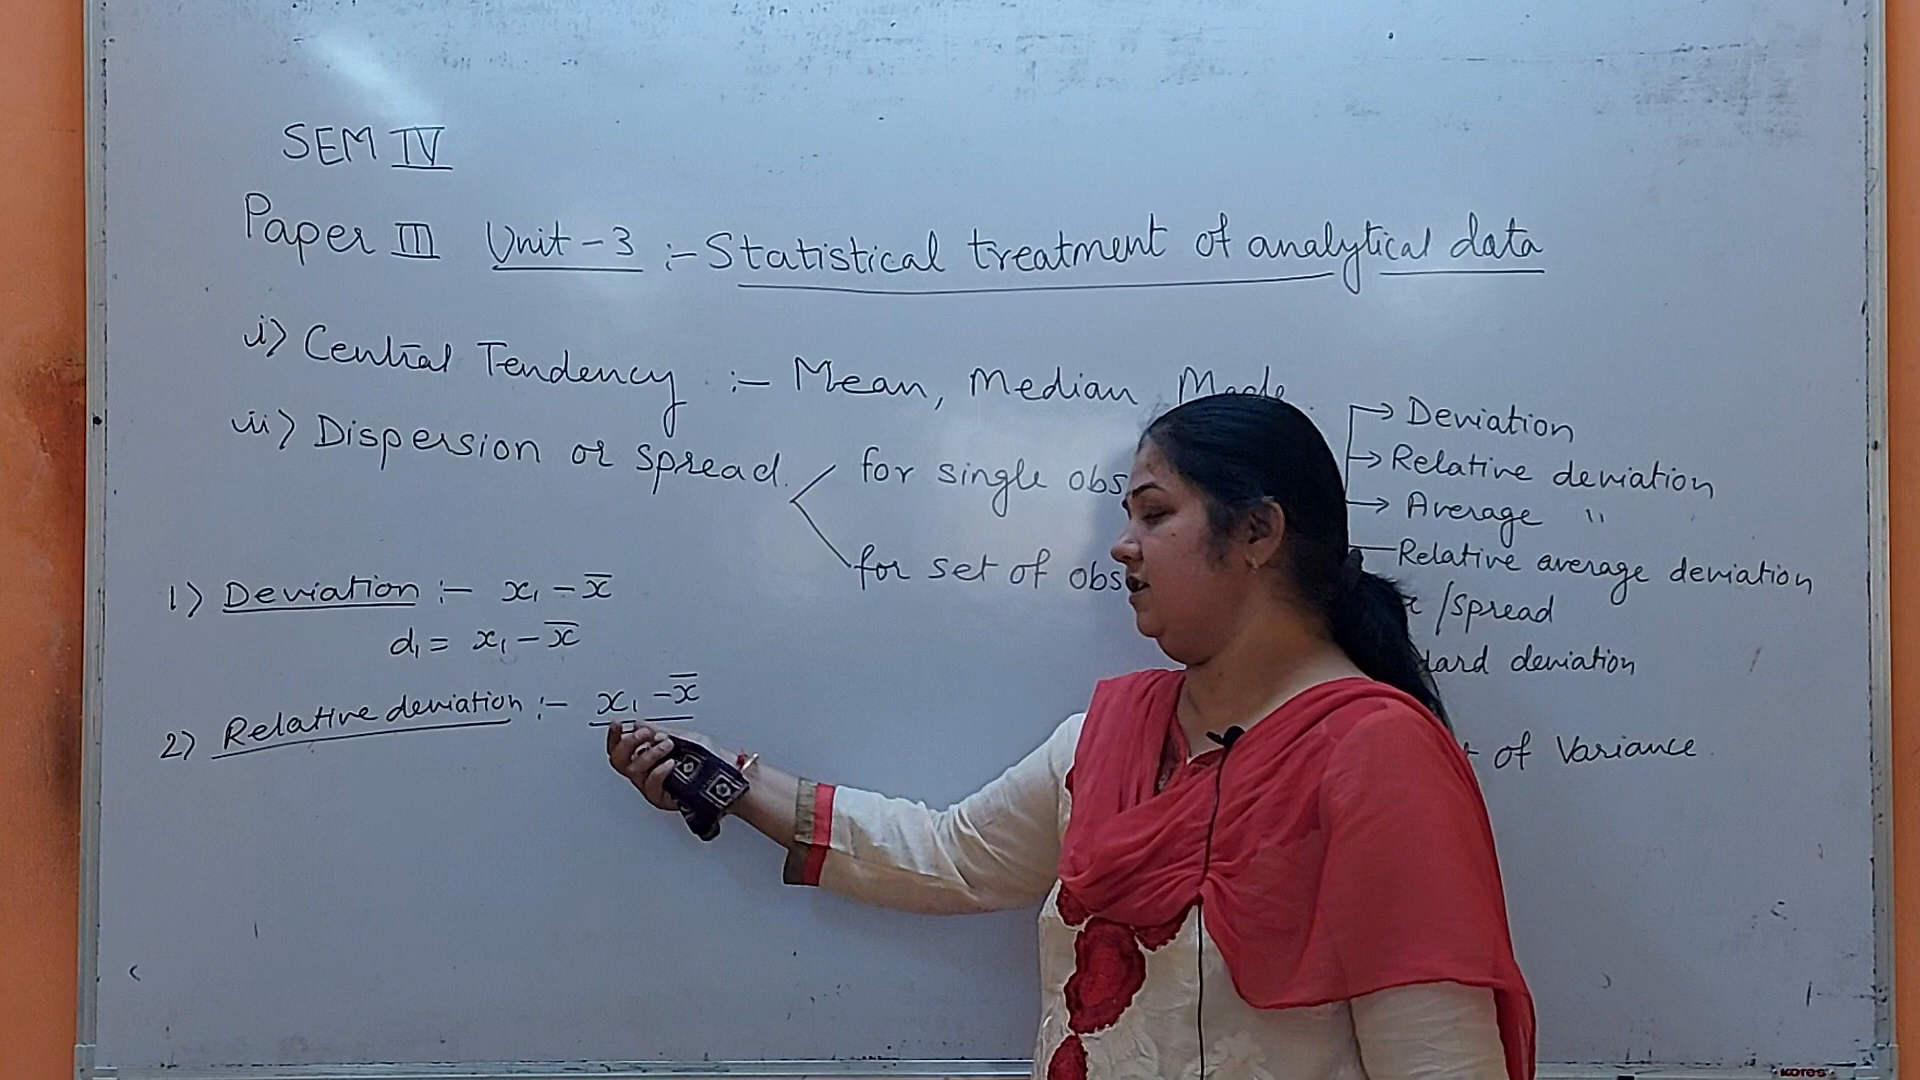 SEM IV
Paper III Unit-3 :- Statistical treatment of analytical data
i) Central Tendency :- Mean, Median, Mode
ii) Dispersion or spread.
for single obs
for set of obs
Deviation
Relative deviation
Average "
Relative average deviation
/spread
deviation
of Variance
1) Deviation :- x₁ - x̅
d₁ = x₁ - x̅
2) Relative deviation :- x₁ - x̅
KORES